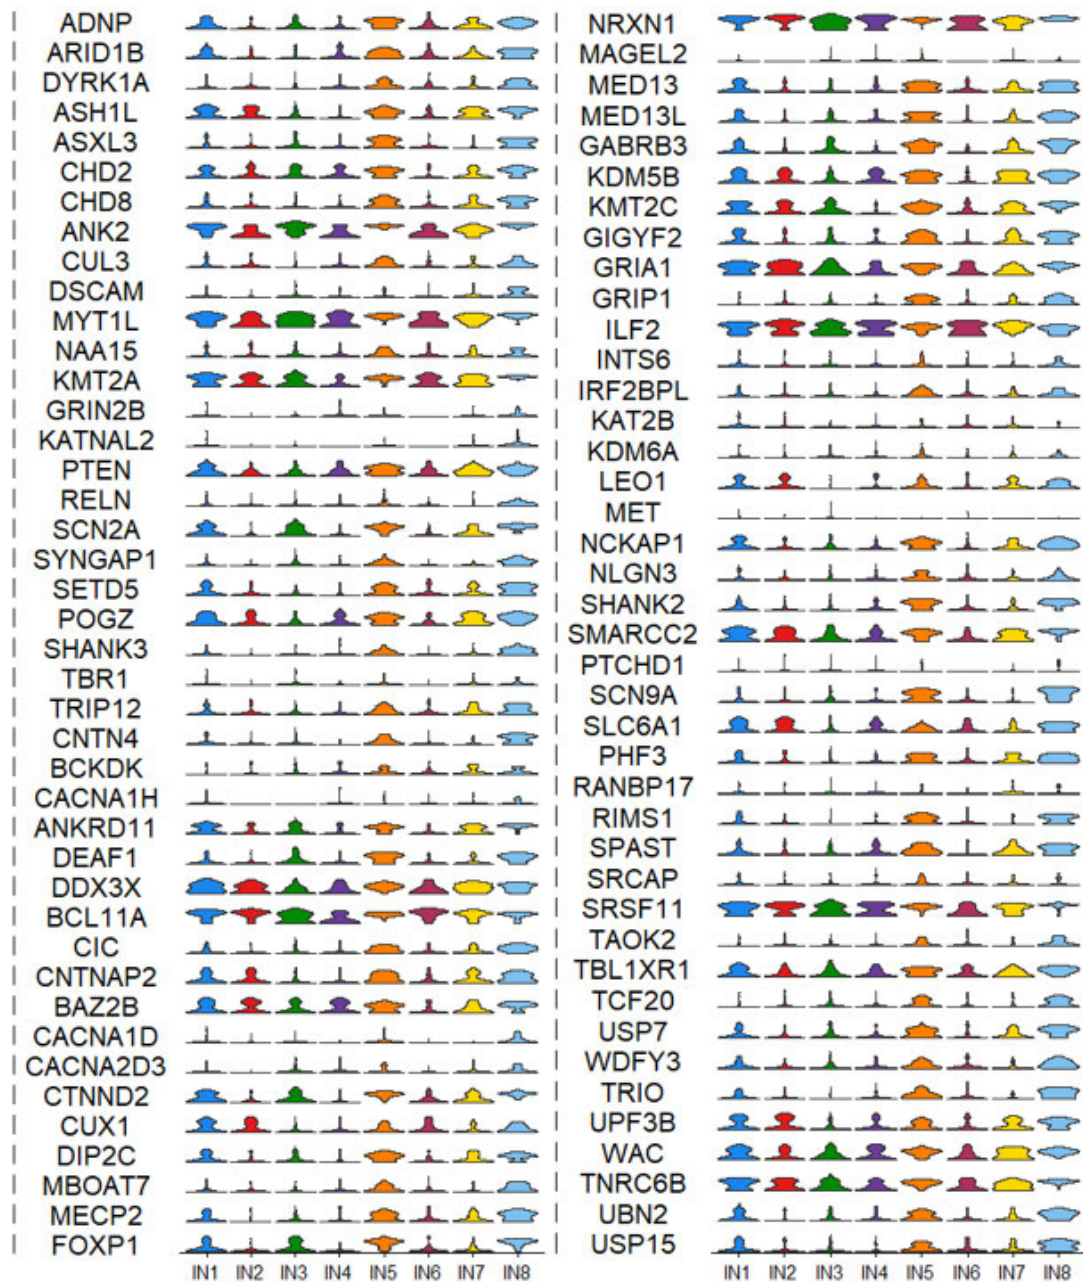 ADNP
ARID1B
DYRK1A
ASH1L
ASXL3
CHD2
CHD8
ANK2
CUL3
DSCAM
MYT1L
NAA15
KMT2A
GRIN2B
KATNAL2
PTEN
RELN
SCN2A
SYNGAP1
SETD5
POGZ
SHANK3
TBR1
TRIP12
CNTN4
BCKDK
CACNA1H
ANKRD11
DEAF1
DDX3X
BCL11A
CIC
CNTNAP2
BAZ2B
CACNA1D
CACNA2D3
CTNND2
CUX1
DIP2C
MBOAT7
MECP2
FOXP1
IN1 IN2 IN3 IN4 IN5 IN6 IN7 IN8
NRXN1
MAGEL2
MED13
MED13L
GABRB3
KDM5B
KMT2C
GIGYF2
GRIA1
GRIP1
ILF2
INTS6
IRF2BPL
KAT2B
KDM6A
LEO1
MET
NCKAP1
NLGN3
SHANK2
SMARCC2
PTCHD1
SCN9A
SLC6A1
PHF3
RANBP17
RIMS1
SPAST
SRCAP
SRSF11
TAOK2
TBL1XR1
TCF20
USP7
WDFY3
TRIO
UPF3B
WAC
TNRC6B
UBN2
USP15
IN1 IN2 IN3 IN4 IN5 IN6 IN7 IN8